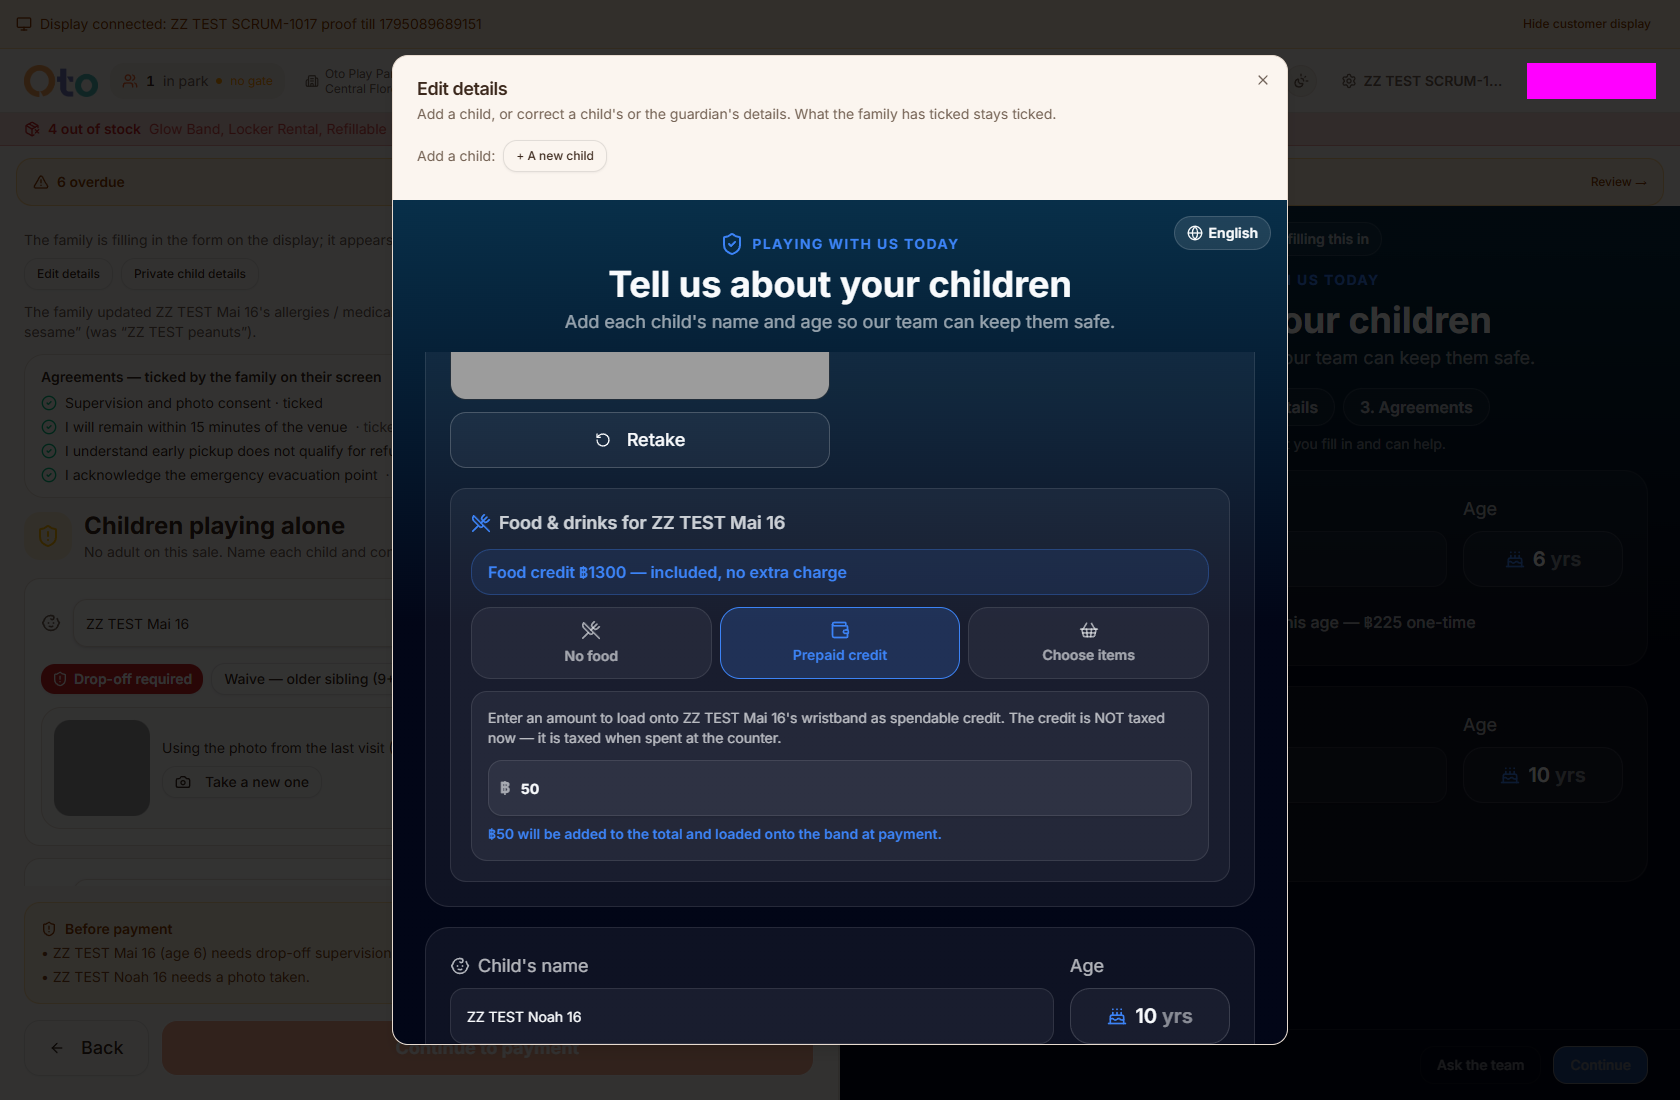 Display connected: ZZ TEST SCRUM-1017 proof till 1795089689151
Hide customer display
Oto
1 in park • no gate
Oto Play Pa
Central Flor
ZZ TEST SCRUM-1...
4 out of stock Glow Band, Locker Rental, Refillable
6 overdue
Review →
The family is filling in the form on the display; it appears
Edit details
Private child details
The family updated ZZ TEST Mai 16's allergies / medica
sesame” (was “ZZ TEST peanuts”).
Agreements — ticked by the family on their screen
Supervision and photo consent · ticked
I will remain within 15 minutes of the venue · ticke
I understand early pickup does not qualify for refu
I acknowledge the emergency evacuation point ·
Children playing alone
No adult on this sale. Name each child and con
ZZ TEST Mai 16
Drop-off required
Waive — older sibling (9+
Using the photo from the last visit (
Take a new one
Before payment
• ZZ TEST Mai 16 (age 6) needs drop-off supervision
• ZZ TEST Noah 16 needs a photo taken.
Back
Continue to payment
Edit details
Add a child, or correct a child's or the guardian's details. What the family has ticked stays ticked.
Add a child:
+ A new child
English
PLAYING WITH US TODAY
Tell us about your children
Add each child's name and age so our team can keep them safe.
Retake
Food & drinks for ZZ TEST Mai 16
Food credit ฿1300 — included, no extra charge
No food
Prepaid credit
Choose items
Enter an amount to load onto ZZ TEST Mai 16's wristband as spendable credit. The credit is NOT taxed
now — it is taxed when spent at the counter.
฿ 50
฿50 will be added to the total and loaded onto the band at payment.
Child's name
Age
ZZ TEST Noah 16
10 yrs
filling this in
US TODAY
our children
our team can keep them safe.
tails
3. Agreements
you fill in and can help.
Age
6 yrs
his age — ฿225 one-time
Age
10 yrs
Ask the team
Continue